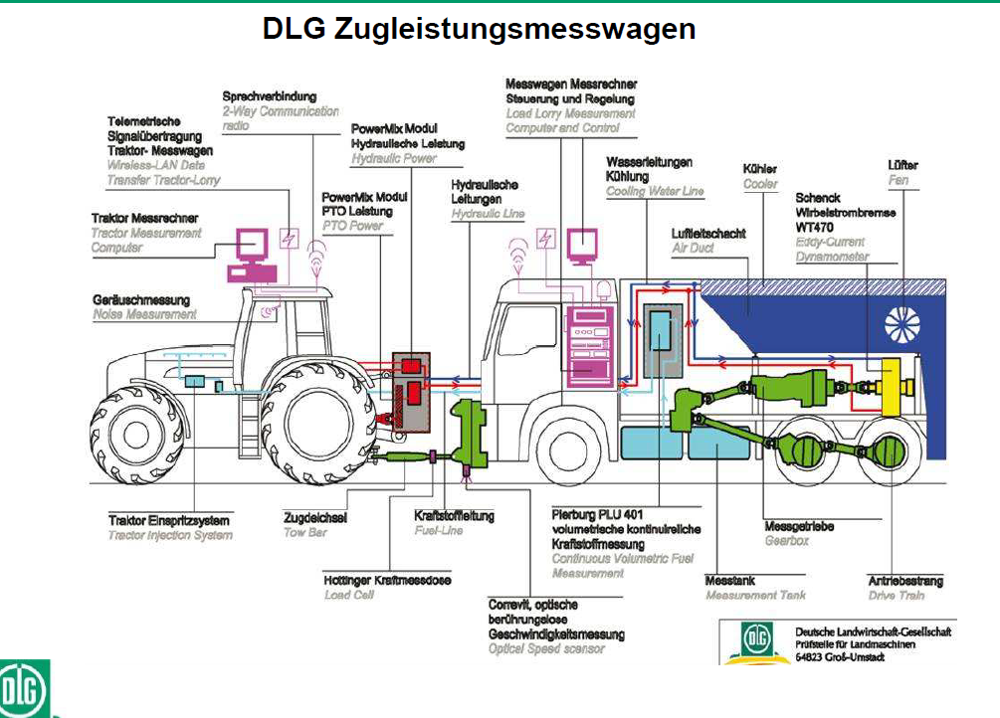 DLG Zugleistungsmesswagen
Sprechverbindung
2-Way Communication
radio
Telemetrische
Signalübertragung
Traktor- Messwagen
Wireless-LAN Data
Transfer Tractor-Lorry
PowerMix Modul
Hydraulische Leistung
Hydraulic Power
Messwagen Messrechner
Steuerung und Regelung
Load Lorry Measurement
Computer and Control
Wasserleitungen
Kühlung
Cooling Water Line
Kühler
Cooler
Lüfter
Fan
Traktor Messrechner
Tractor Measurement
Computer
PowerMix Modul
PTO Leistung
PTO Power
Hydraulische
Leitungen
Hydraulic Line
Luftleitschacht
Air Duct
Schenck
Wirbelstrombremse
WT470
Eddy-Current
Dynamometer
Geräuschmessung
Noise Measurement
Traktor Einspritzsystem
Tractor Injection System
Zugdeichsel
Tow Bar
Kraftstoffleitung
Fuel-Line
Pierburg PLU 401
volumetrische kontinuireliche
Kraftstoffmessung
Continuous Volumetric Fuel
Measurement
Messgetriebe
Gearbox
Hottinger Kraftmessdose
Load Cell
Correvit, optische
berührungslose
Geschwindigkeitsmessung
Optical Speed scensor
Messtank
Measurement Tank
Antriebsstrang
Drive Train
DLG
Deutsche Landwirtschaft-Gesellschaft
Prüfstelle für Landmaschinen
64823 Groß-Umstadt
DLG